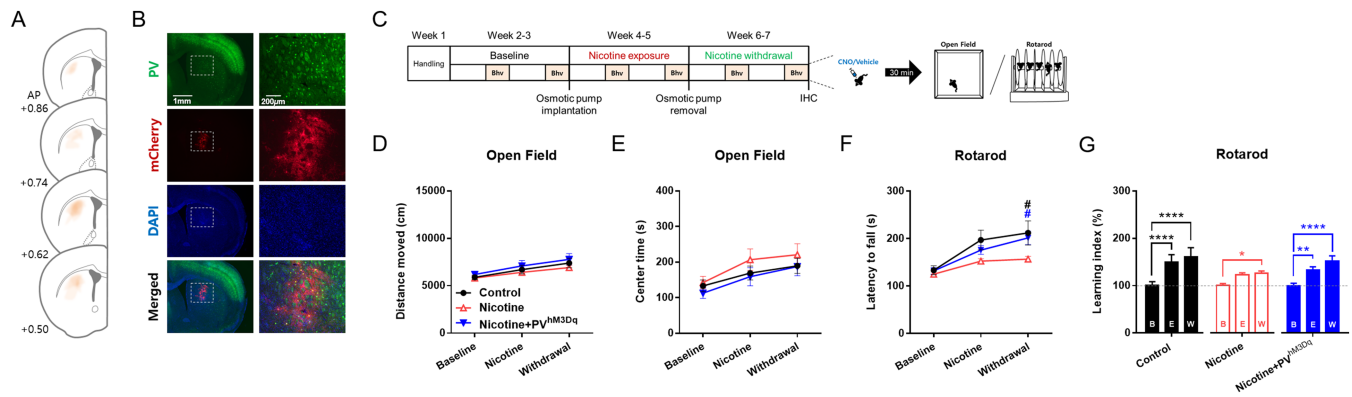 A
AP
+0.86
+0.74
+0.62
+0.50
B
PV
mCherry
DAPI
Merged
1mm
200μm
C
Week 1
Week 2-3
Week 4-5
Week 6-7
Handling
Baseline
Nicotine exposure
Nicotine withdrawal
Bhv
Bhv
Bhv
Bhv
Bhv
Bhv
Osmotic pump
implantation
Osmotic pump
removal
IHC
CNO/Vehicle
30 min
Open Field
Rotarod
D
Open Field
Distance moved (cm)
15000
10000
5000
0
Control
Nicotine
Nicotine+PVhM3Dq
Baseline
Nicotine
Withdrawal
E
Open Field
Center time (s)
400
300
200
100
0
Baseline
Nicotine
Withdrawal
F
Rotarod
Latency to fall (s)
300
200
100
0
#
#
Baseline
Nicotine
Withdrawal
G
Rotarod
Learning index (%)
300
200
100
0
****
****
*
****
**
B E W
B E W
B E W
Control
Nicotine
Nicotine+PVhM3Dq